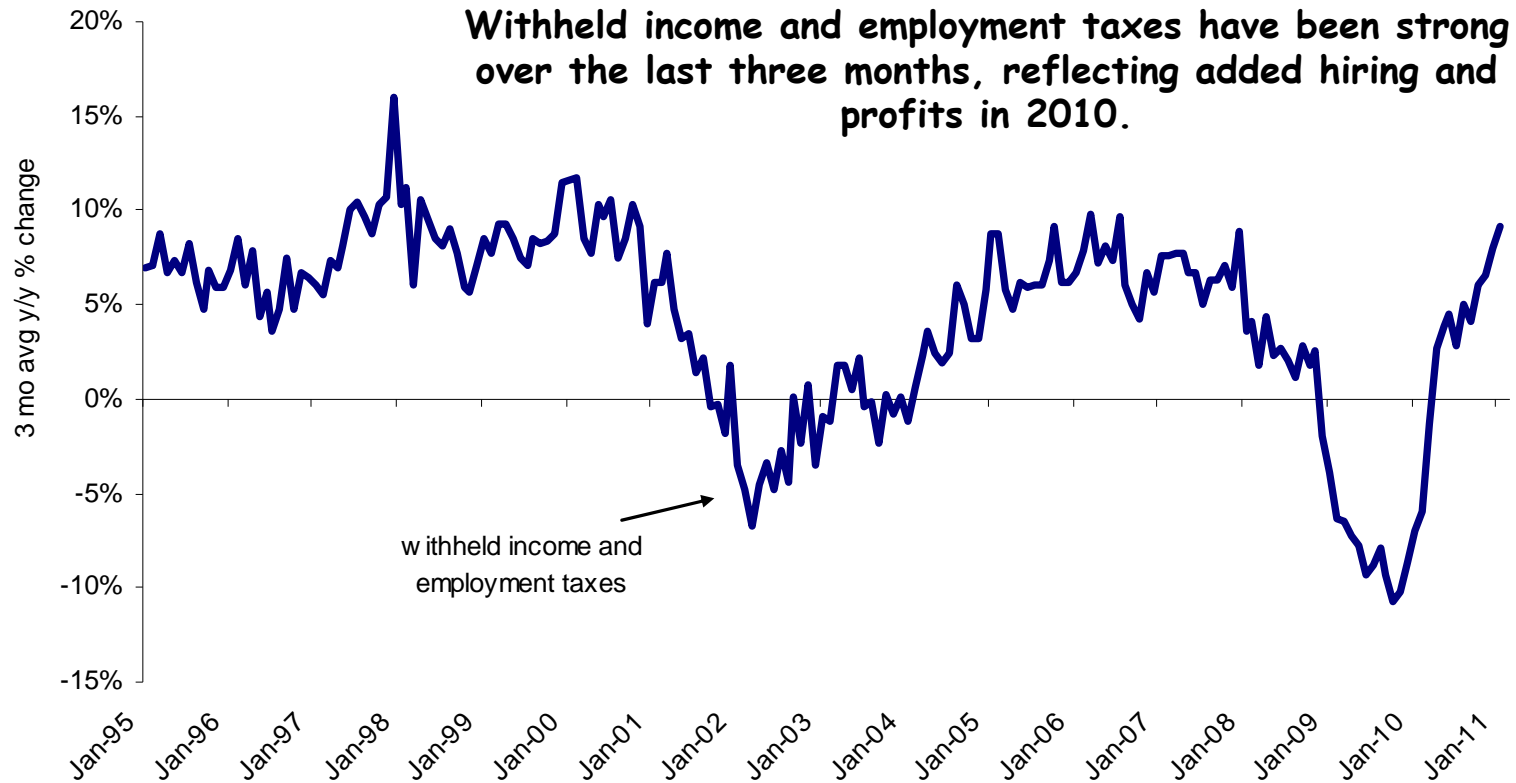 Withheld income and employment taxes have been strong
over the last three months, reflecting added hiring and
profits in 2010.
20%
15%
10%
5%
0%
-5%
-10%
-15%
3 mo avg y/y % change
withheld income and
employment taxes
Jan-95
Jan-96
Jan-97
Jan-98
Jan-99
Jan-00
Jan-01
Jan-02
Jan-03
Jan-04
Jan-05
Jan-06
Jan-07
Jan-08
Jan-09
Jan-10
Jan-11